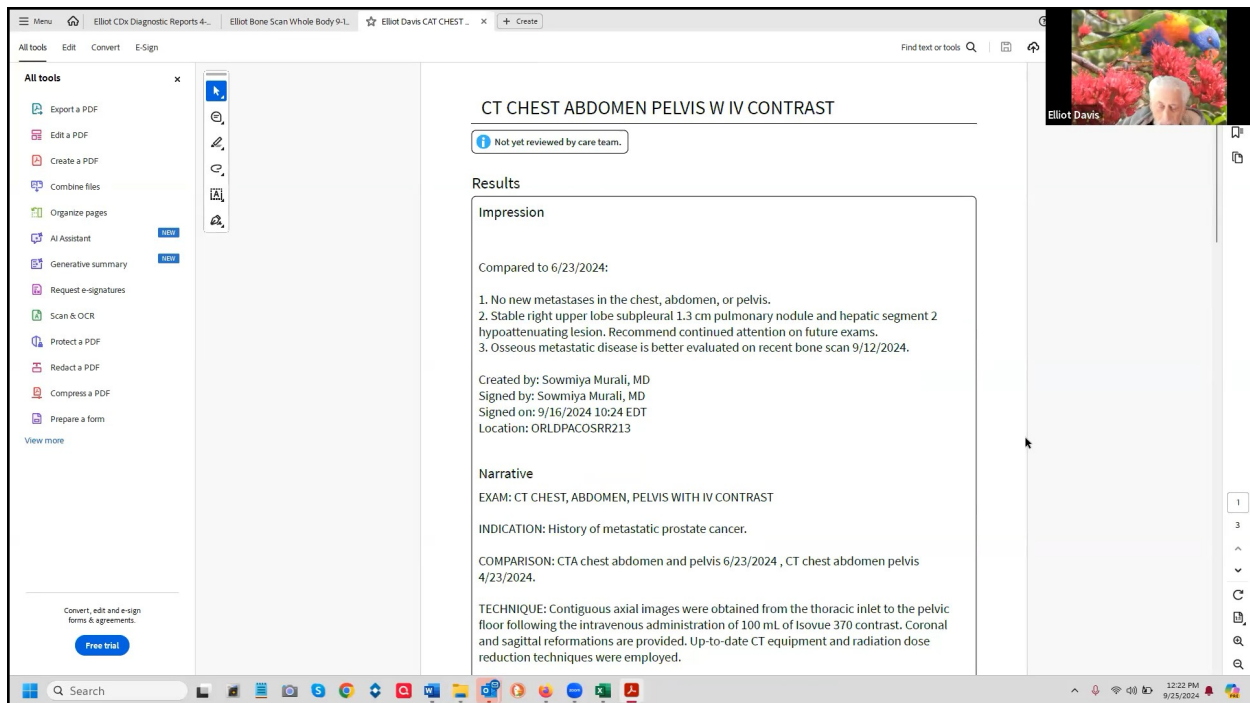 Menu
Elliot CDx Diagnostic Reports 4-...
Elliot Bone Scan Whole Body 9-1...
Elliot Davis CAT CHEST ...
Create
All tools
Edit
Convert
E-Sign
Find text or tools
Elliot Davis
All tools
Export a PDF
Edit a PDF
Create a PDF
Combine files
Organize pages
AI Assistant
NEW
Generative summary
NEW
Request e-signatures
Scan & OCR
Protect a PDF
Redact a PDF
Compress a PDF
Prepare a form
View more
Convert, edit and e-sign
forms & agreements.
Free trial
CT CHEST ABDOMEN PELVIS W IV CONTRAST
Not yet reviewed by care team.
Results
Impression
Compared to 6/23/2024:
1. No new metastases in the chest, abdomen, or pelvis.
2. Stable right upper lobe subpleural 1.3 cm pulmonary nodule and hepatic segment 2
hypoattenuating lesion. Recommend continued attention on future exams.
3. Osseous metastatic disease is better evaluated on recent bone scan 9/12/2024.
Created by: Sowmiya Murali, MD
Signed by: Sowmiya Murali, MD
Signed on: 9/16/2024 10:24 EDT
Location: ORLDPACOSRR213
Narrative
EXAM: CT CHEST, ABDOMEN, PELVIS WITH IV CONTRAST
INDICATION: History of metastatic prostate cancer.
COMPARISON: CTA chest abdomen and pelvis 6/23/2024 , CT chest abdomen pelvis
4/23/2024.
TECHNIQUE: Contiguous axial images were obtained from the thoracic inlet to the pelvic
floor following the intravenous administration of 100 mL of Isovue 370 contrast. Coronal
and sagittal reformations are provided. Up-to-date CT equipment and radiation dose
reduction techniques were employed.
1
3
Search
12:22 PM
9/25/2024